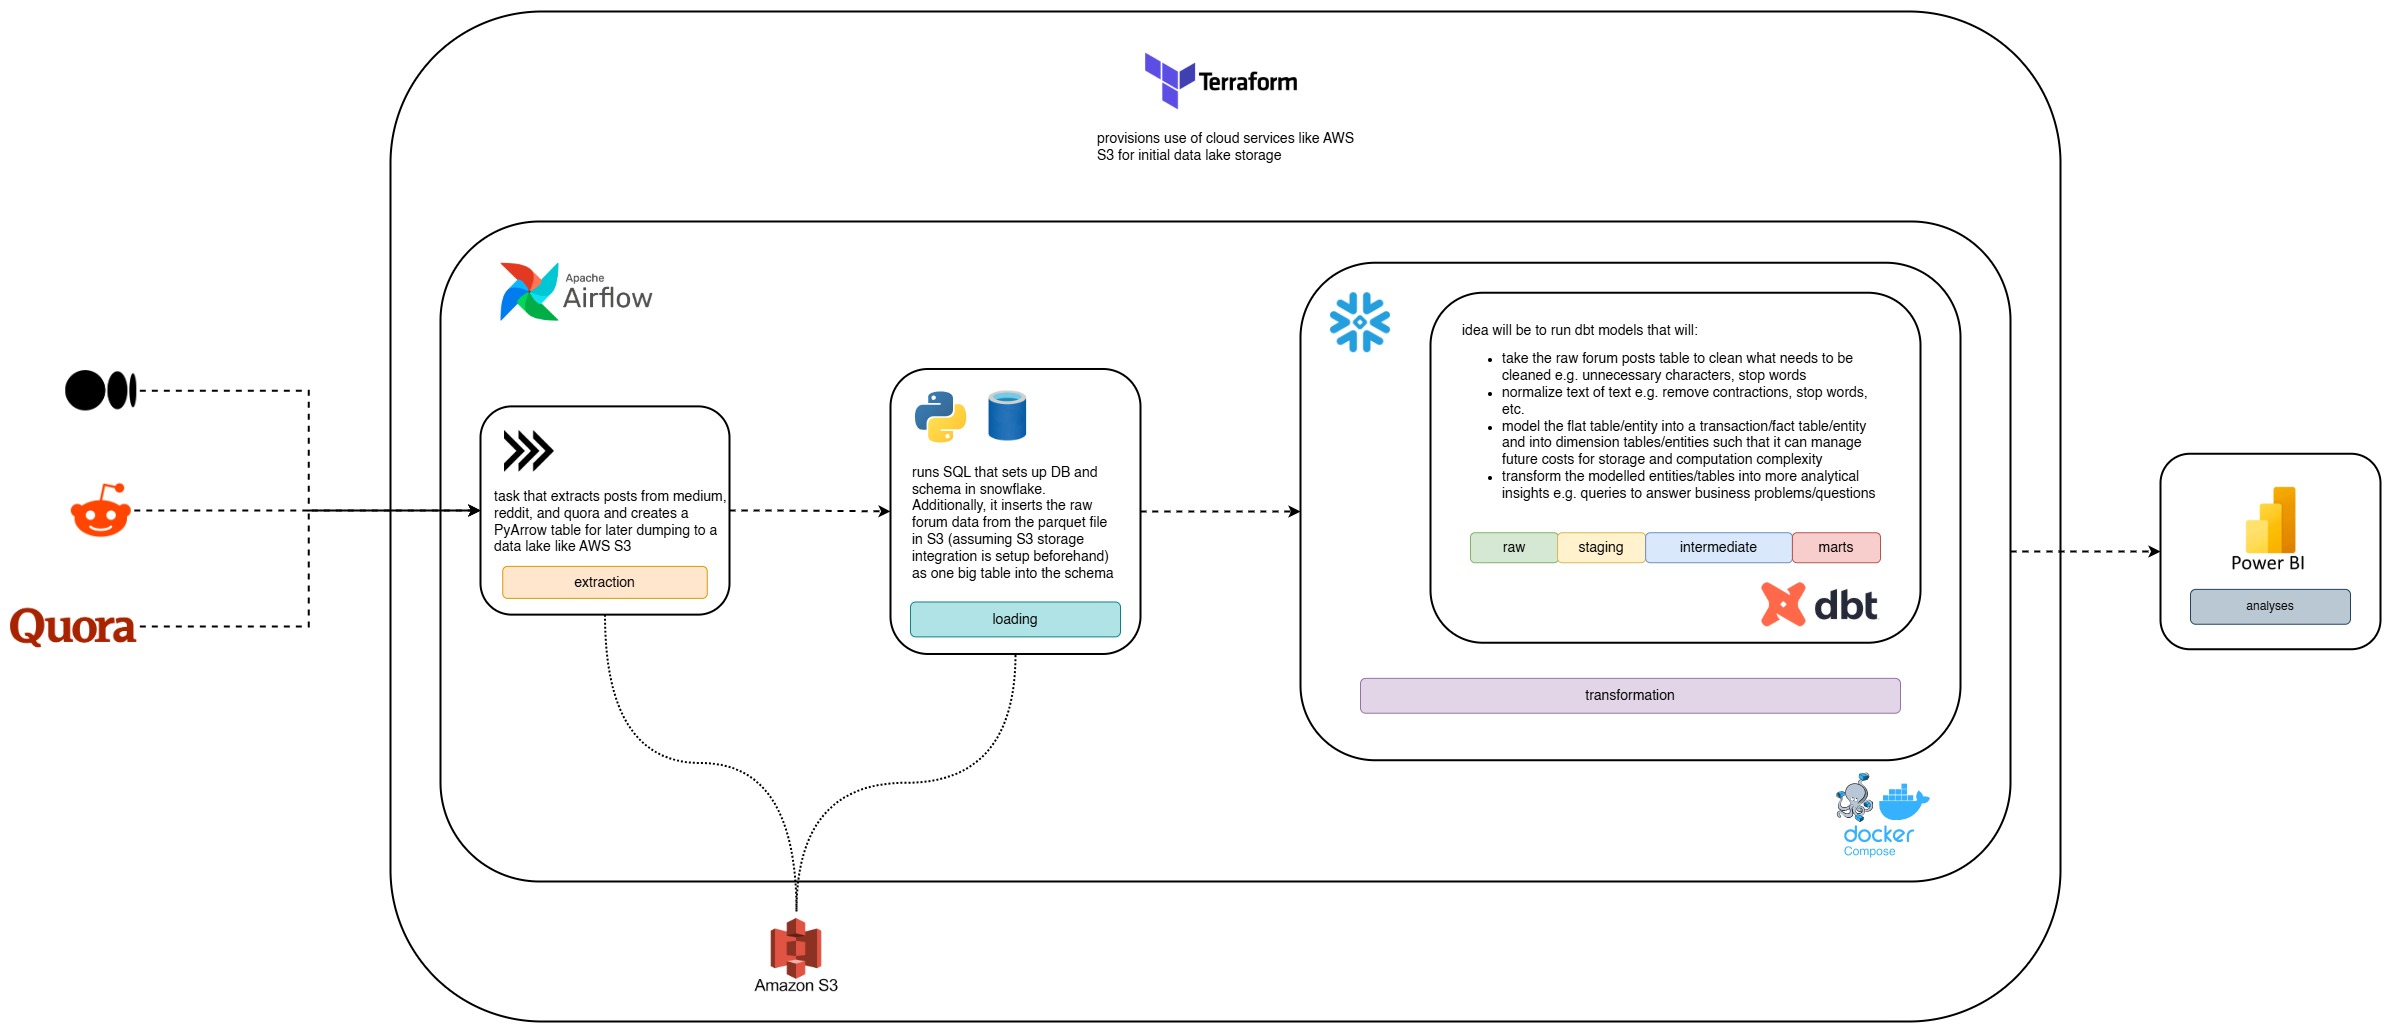 Terraform
provisions use of cloud services like AWS
S3 for initial data lake storage
Apache
Airflow
Quora
task that extracts posts from medium,
reddit, and quora and creates a
PyArrow table for later dumping to a
data lake like AWS S3
extraction
runs SQL that sets up DB and
schema in snowflake.
Additionally, it inserts the raw
forum data from the parquet file
in S3 (assuming S3 storage
integration is setup beforehand)
as one big table into the schema
loading
idea will be to run dbt models that will:
• take the raw forum posts table to clean what needs to be
cleaned e.g. unnecessary characters, stop words
• normalize text of text e.g. remove contractions, stop words,
etc.
• model the flat table/entity into a transaction/fact table/entity
and into dimension tables/entities such that it can manage
future costs for storage and computation complexity
• transform the modelled entities/tables into more analytical
insights e.g. queries to answer business problems/questions
raw staging intermediate marts
dbt
transformation
docker
Compose
Power BI
analyses
Amazon S3